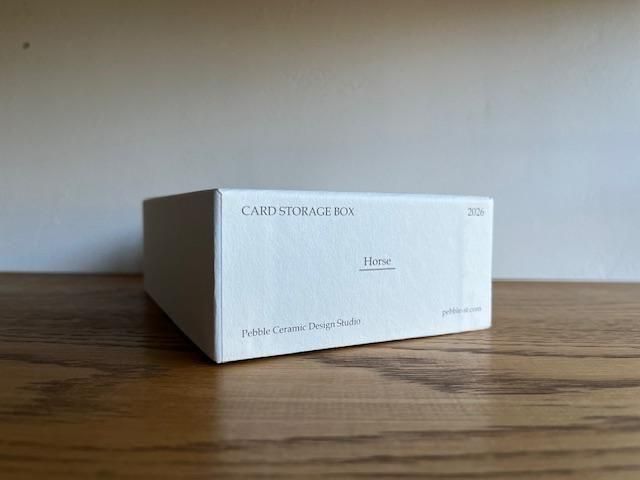 CARD STORAGE BOX 2026
Horse
Pebble Ceramic Design Studio pebble-st.com